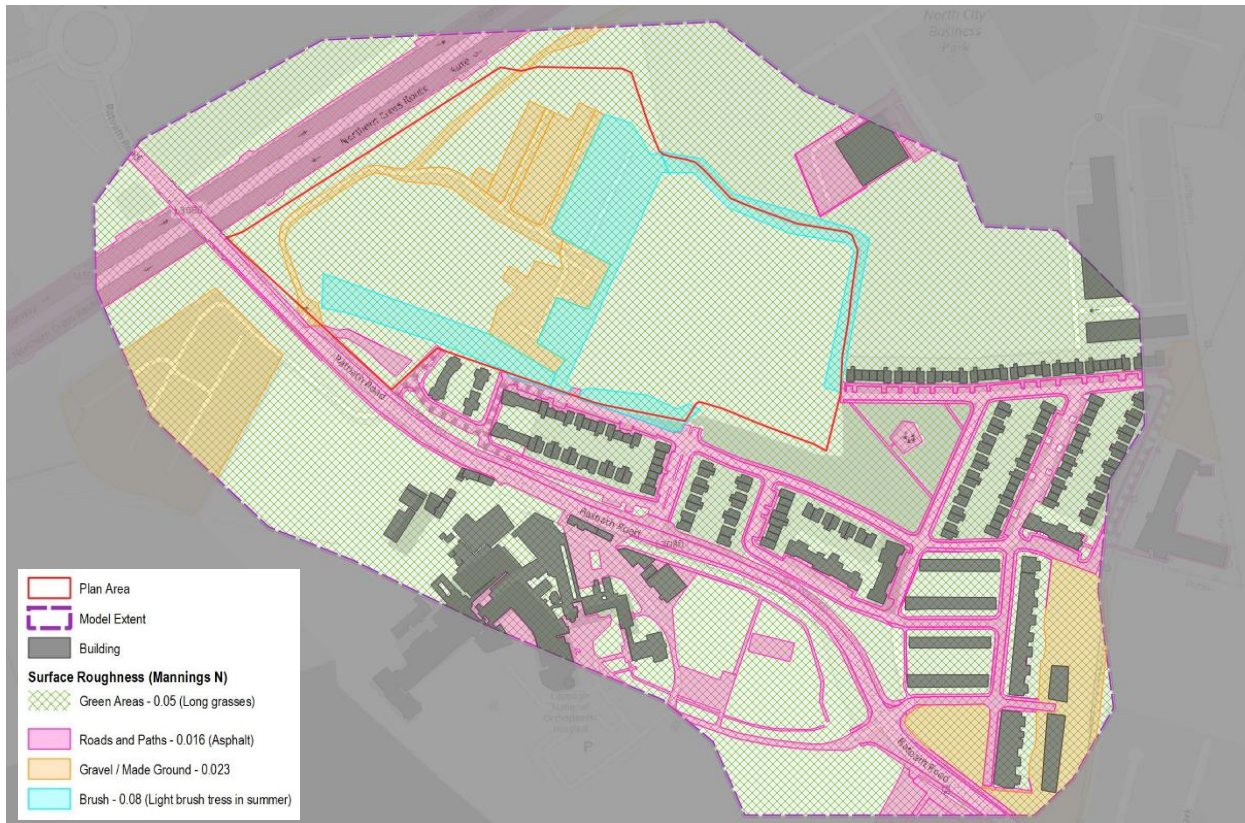 North City
Business
Park
Northern Cross Route
L3080
Ratoath Road
Ratoath Road
L3080
Ratoath Road
P
Plan Area
Model Extent
Building
Surface Roughness (Mannings N)
Green Areas - 0.05 (Long grasses)
Roads and Paths - 0.016 (Asphalt)
Gravel / Made Ground - 0.023
Brush - 0.08 (Light brush tress in summer)